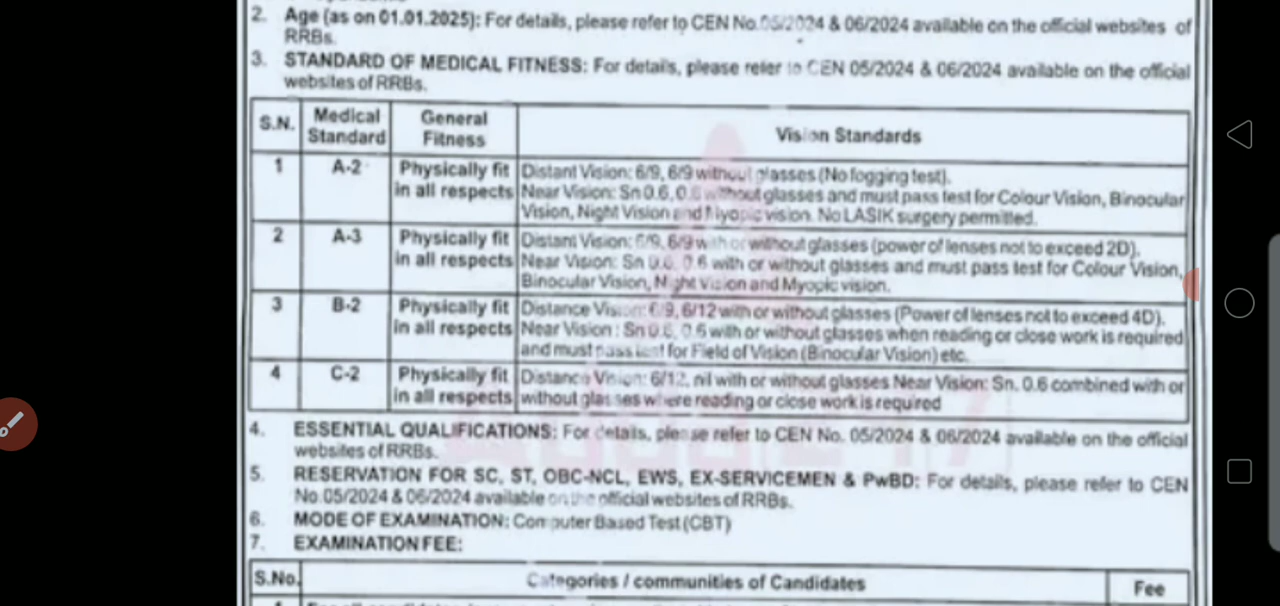 2. Age (as on 01.01.2025): For details, please refer to CEN No.05/2024 & 06/2024 available on the official websites of
RRBs.
3. STANDARD OF MEDICAL FITNESS: For details, please refer to CEN 05/2024 & 06/2024 available on the official
websites of RRBs.
S.N. Medical Standard General Fitness Vision Standards
1 A-2 Physically fit in all respects Distant Vision: 6/9, 6/9 without glasses (No fogging test).
Near Vision: Sn 0.6, 0.6 without glasses and must pass test for Colour Vision, Binocular
Vision, Night Vision and Myopic vision. No LASIK surgery permitted.
2 A-3 Physically fit in all respects Distant Vision: 6/9, 6/9 with or without glasses (power of lenses not to exceed 2D).
Near Vision: Sn 0.6, 0.6 with or without glasses and must pass test for Colour Vision,
Binocular Vision, Night Vision and Myopic vision.
3 B-2 Physically fit in all respects Distance Vision: 6/9, 6/12 with or without glasses (Power of lenses not to exceed 4D).
Near Vision : Sn 0.6, 0.6 with or without glasses when reading or close work is required
and must pass test for Field of Vision (Binocular Vision) etc.
4 C-2 Physically fit in all respects Distance Vision: 6/12, nil with or without glasses Near Vision: Sn. 0.6 combined with or
without glasses where reading or close work is required
4. ESSENTIAL QUALIFICATIONS: For details, please refer to CEN No. 05/2024 & 06/2024 available on the official
websites of RRBs.
5. RESERVATION FOR SC, ST, OBC-NCL, EWS, EX-SERVICEMEN & PwBD: For details, please refer to CEN
No.05/2024 & 06/2024 available on the official websites of RRBs.
6. MODE OF EXAMINATION: Computer Based Test (CBT)
7. EXAMINATION FEE:
S.No. Categories / communities of Candidates Fee